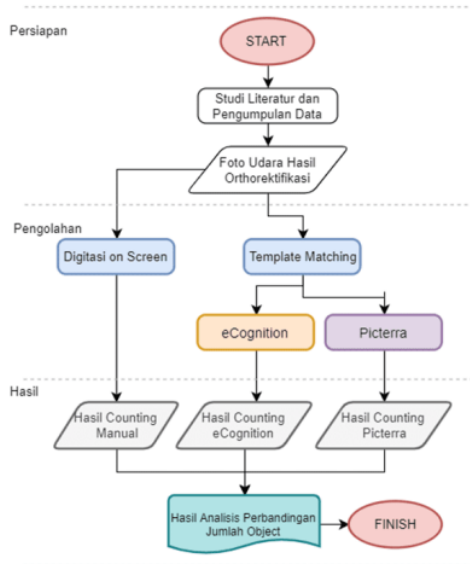 Persiapan
START
Studi Literatur dan
Pengumpulan Data
Foto Udara Hasil
Orthorektifikasi
Pengolahan
Digitasi on Screen
Template Matching
eCognition
Picterra
Hasil
Hasil Counting
Manual
Hasil Counting
eCognition
Hasil Counting
Picterra
Hasil Analisis Perbandingan
Jumlah Object
FINISH